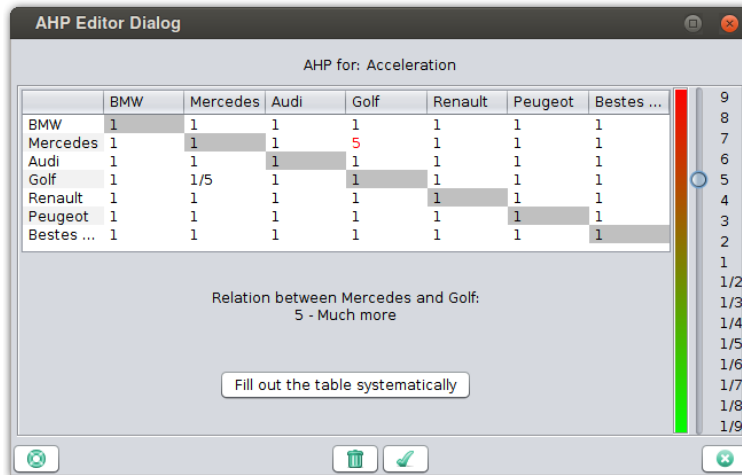 AHP Editor Dialog
AHP for: Acceleration
BMW Mercedes Audi Golf Renault Peugeot Bestes ...
BMW 1 1 1 1 1 1 1
Mercedes 1 1 1 5 1 1 1
Audi 1 1 1 1 1 1 1
Golf 1 1/5 1 1 1 1 1
Renault 1 1 1 1 1 1 1
Peugeot 1 1 1 1 1 1 1
Bestes ... 1 1 1 1 1 1 1
9
8
7
6
5
4
3
2
1
1/2
1/3
1/4
1/5
1/6
1/7
1/8
1/9
Relation between Mercedes and Golf:
5 - Much more
Fill out the table systematically